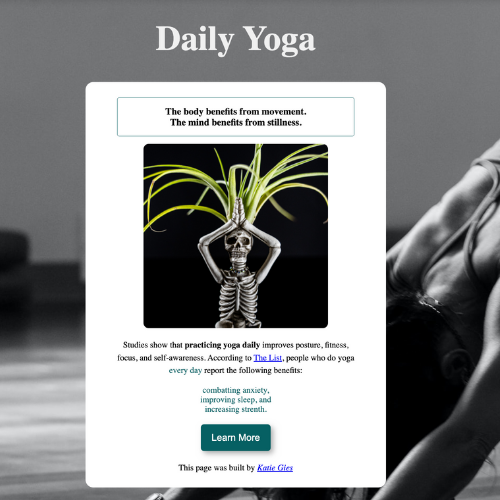 Daily Yoga
The body benefits from movement.
The mind benefits from stillness.
Studies show that practicing yoga daily improves posture, fitness,
focus, and self-awareness. According to The List, people who do yoga
every day report the following benefits:
combatting anxiety,
improving sleep, and
increasing strenth.
Learn More
This page was built by Katie Gles